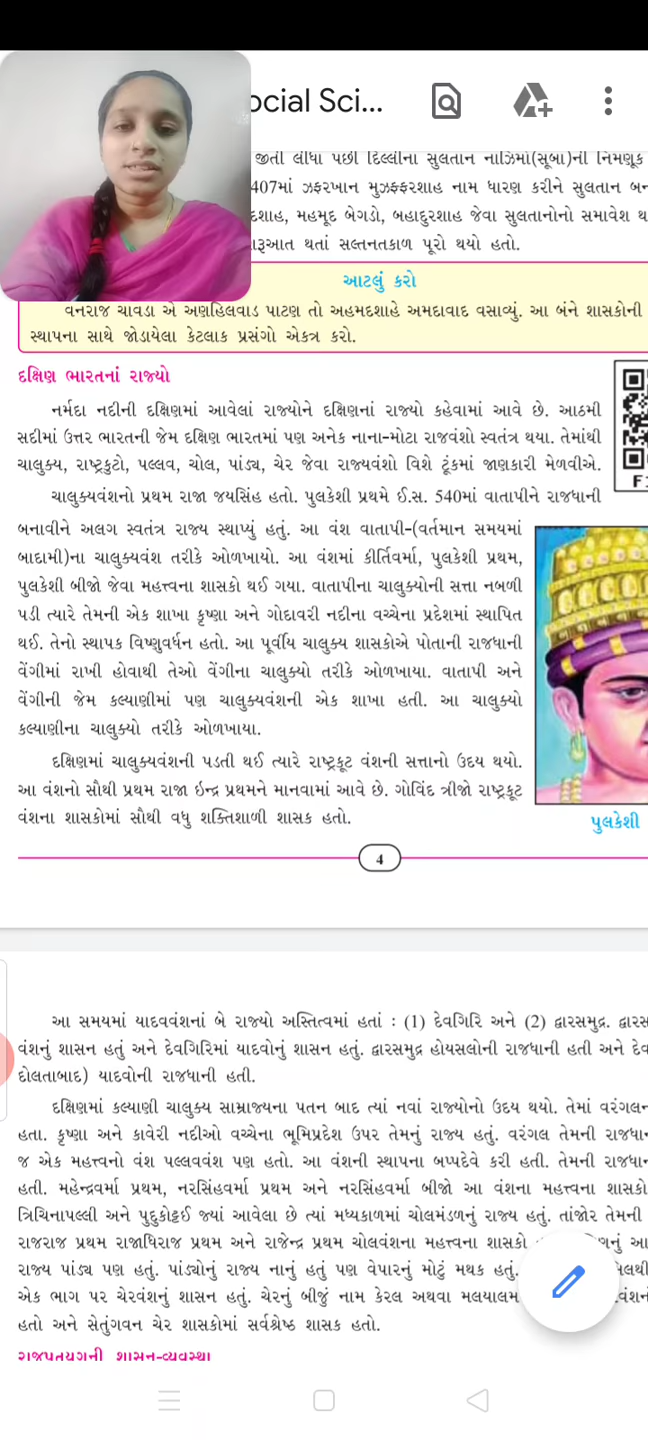 ocial Sci...
જીતી લીધા પછી દિલ્લીના સુલતાન નાઝિમો(સૂબા)ની નિમણૂક
407માં ઝફરખાન મુઝફ્ફરશાહ નામ ધારણ કરીને સુલતાન બન
દશાહ, મહમૂદ બેગડો, બહાદુરશાહ જેવા સુલતાનોનો સમાવેશ થ
રૂઆત થતાં સલ્તનતકાળ પૂરો થયો હતો.
આટલું કરો
વનરાજ ચાવડા એ અણહિલવાડ પાટણ તો અહમદશાહે અમદાવાદ વસાવ્યું. આ બંને શાસકોની
સ્થાપના સાથે જોડાયેલા કેટલાક પ્રસંગો એકત્ર કરો.
દક્ષિણ ભારતનાં રાજ્યો
નર્મદા નદીની દક્ષિણમાં આવેલાં રાજ્યોને દક્ષિણનાં રાજ્યો કહેવામાં આવે છે. આઠમી
સદીમાં ઉત્તર ભારતની જેમ દક્ષિણ ભારતમાં પણ અનેક નાના-મોટા રાજવંશો સ્વતંત્ર થયા. તેમાંથી
ચાલુક્ય, રાષ્ટ્રકુટો, પલ્લવ, ચોલ, પાંડ્ય, ચેર જેવા રાજ્યવંશો વિશે ટૂંકમાં જાણકારી મેળવીએ.
ચાલુક્યવંશનો પ્રથમ રાજા જયસિંહ હતો. પુલકેશી પ્રથમે ઈ.સ. 540માં વાતાપીને રાજધાની
બનાવીને અલગ સ્વતંત્ર રાજ્ય સ્થાપ્યું હતું. આ વંશ વાતાપી-(વર્તમાન સમયમાં
બાદામી)ના ચાલુક્યવંશ તરીકે ઓળખાયો. આ વંશમાં કીર્તિવર્મા, પુલકેશી પ્રથમ,
પુલકેશી બીજો જેવા મહત્ત્વના શાસકો થઈ ગયા. વાતાપીના ચાલુક્યોની સત્તા નબળી
પડી ત્યારે તેમની એક શાખા કૃષ્ણા અને ગોદાવરી નદીના વચ્ચેના પ્રદેશમાં સ્થાપિત
થઈ. તેનો સ્થાપક વિષ્ણુવર્ધન હતો. આ પૂર્વીય ચાલુક્ય શાસકોએ પોતાની રાજધાની
વેંગીમાં રાખી હોવાથી તેઓ વેંગીના ચાલુક્યો તરીકે ઓળખાયા. વાતાપી અને
વેંગીની જેમ કલ્યાણીમાં પણ ચાલુક્યવંશની એક શાખા હતી. આ ચાલુક્યો
કલ્યાણીના ચાલુક્યો તરીકે ઓળખાયા.
દક્ષિણમાં ચાલુક્યવંશની પડતી થઈ ત્યારે રાષ્ટ્રકૂટ વંશની સત્તાનો ઉદય થયો.
આ વંશનો સૌથી પ્રથમ રાજા ઇન્દ્ર પ્રથમને માનવામાં આવે છે. ગોવિંદ ત્રીજો રાષ્ટ્રકૂટ
વંશના શાસકોમાં સૌથી વધુ શક્તિશાળી શાસક હતો.
પુલકેશી
4
આ સમયમાં યાદવવંશનાં બે રાજ્યો અસ્તિત્વમાં હતાં : (1) દેવગિરિ અને (2) દ્વારસમુદ્ર. દ્વારસ
વંશનું શાસન હતું અને દેવગિરિમાં યાદવોનું શાસન હતું. દ્વારસમુદ્ર હોયસલોની રાજધાની હતી અને દેવ
દોલતાબાદ) યાદવોની રાજધાની હતી.
દક્ષિણમાં કલ્યાણી ચાલુક્ય સામ્રાજ્યના પતન બાદ ત્યાં નવાં રાજ્યોનો ઉદય થયો. તેમાં વરંગલન
હતા. કૃષ્ણા અને કાવેરી નદીઓ વચ્ચેના ભૂમિપ્રદેશ ઉપર તેમનું રાજ્ય હતું. વરંગલ તેમની રાજધાન
જ એક મહત્ત્વનો વંશ પલ્લવવંશ પણ હતો. આ વંશની સ્થાપના બપ્પદેવે કરી હતી. તેમની રાજધાન
હતી. મહેન્દ્રવર્મા પ્રથમ, નરસિંહવર્મા પ્રથમ અને નરસિંહવર્મા બીજો આ વંશના મહત્ત્વના શાસકો
ત્રિચિનાપલ્લી અને પુદુકોટ્ટઈ જ્યાં આવેલા છે ત્યાં મધ્યકાળમાં ચોલમંડળનું રાજ્ય હતું. તાંજોર તેમની
રાજરાજ પ્રથમ રાજાધિરાજ પ્રથમ અને રાજેન્દ્ર પ્રથમ ચોલવંશના મહત્ત્વના શાસકો
રાજ્ય પાંડ્ય પણ હતું. પાંડ્યોનું રાજ્ય નાનું હતું પણ વેપારનું મોટું મથક હતું.
એક ભાગ પર ચેરવંશનું શાસન હતું. ચેરનું બીજું નામ કેરલ અથવા મલયાલમ
હતો અને સેતુંગવન ચેર શાસકોમાં સર્વશ્રેષ્ઠ શાસક હતો.
રાજપૂતયુગની શાસન-વ્યવસ્થા